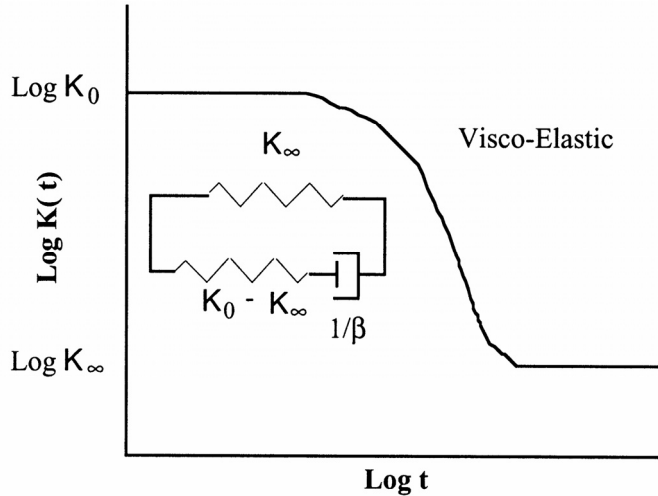 Log K₀
Visco-Elastic
K∞
Log K(t)
K₀ - K∞
1/β
Log K∞
Log t